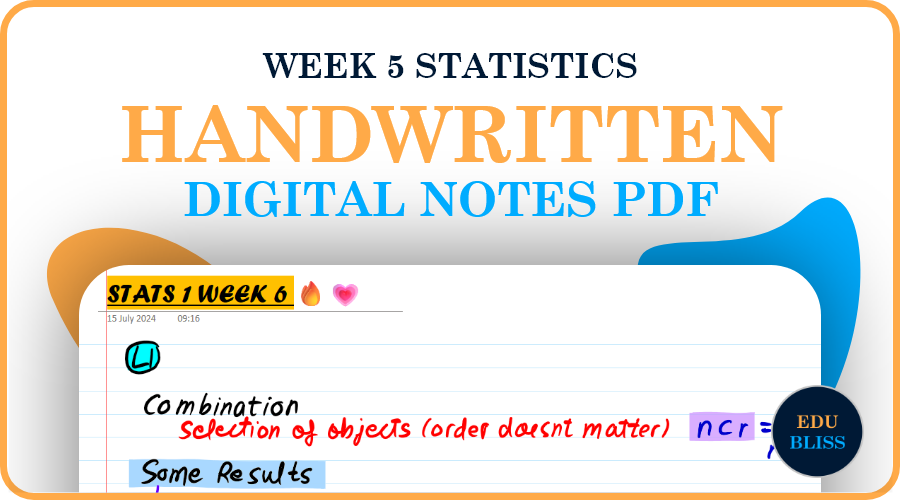 WEEK 5 STATISTICS
HANDWRITTEN
DIGITAL NOTES PDF
STATS 1 WEEK 6
15 July 2024 09:16
L1
Combination
Selection of objects (order doesnt matter) ncr =
Some Results
EDU
BLISS